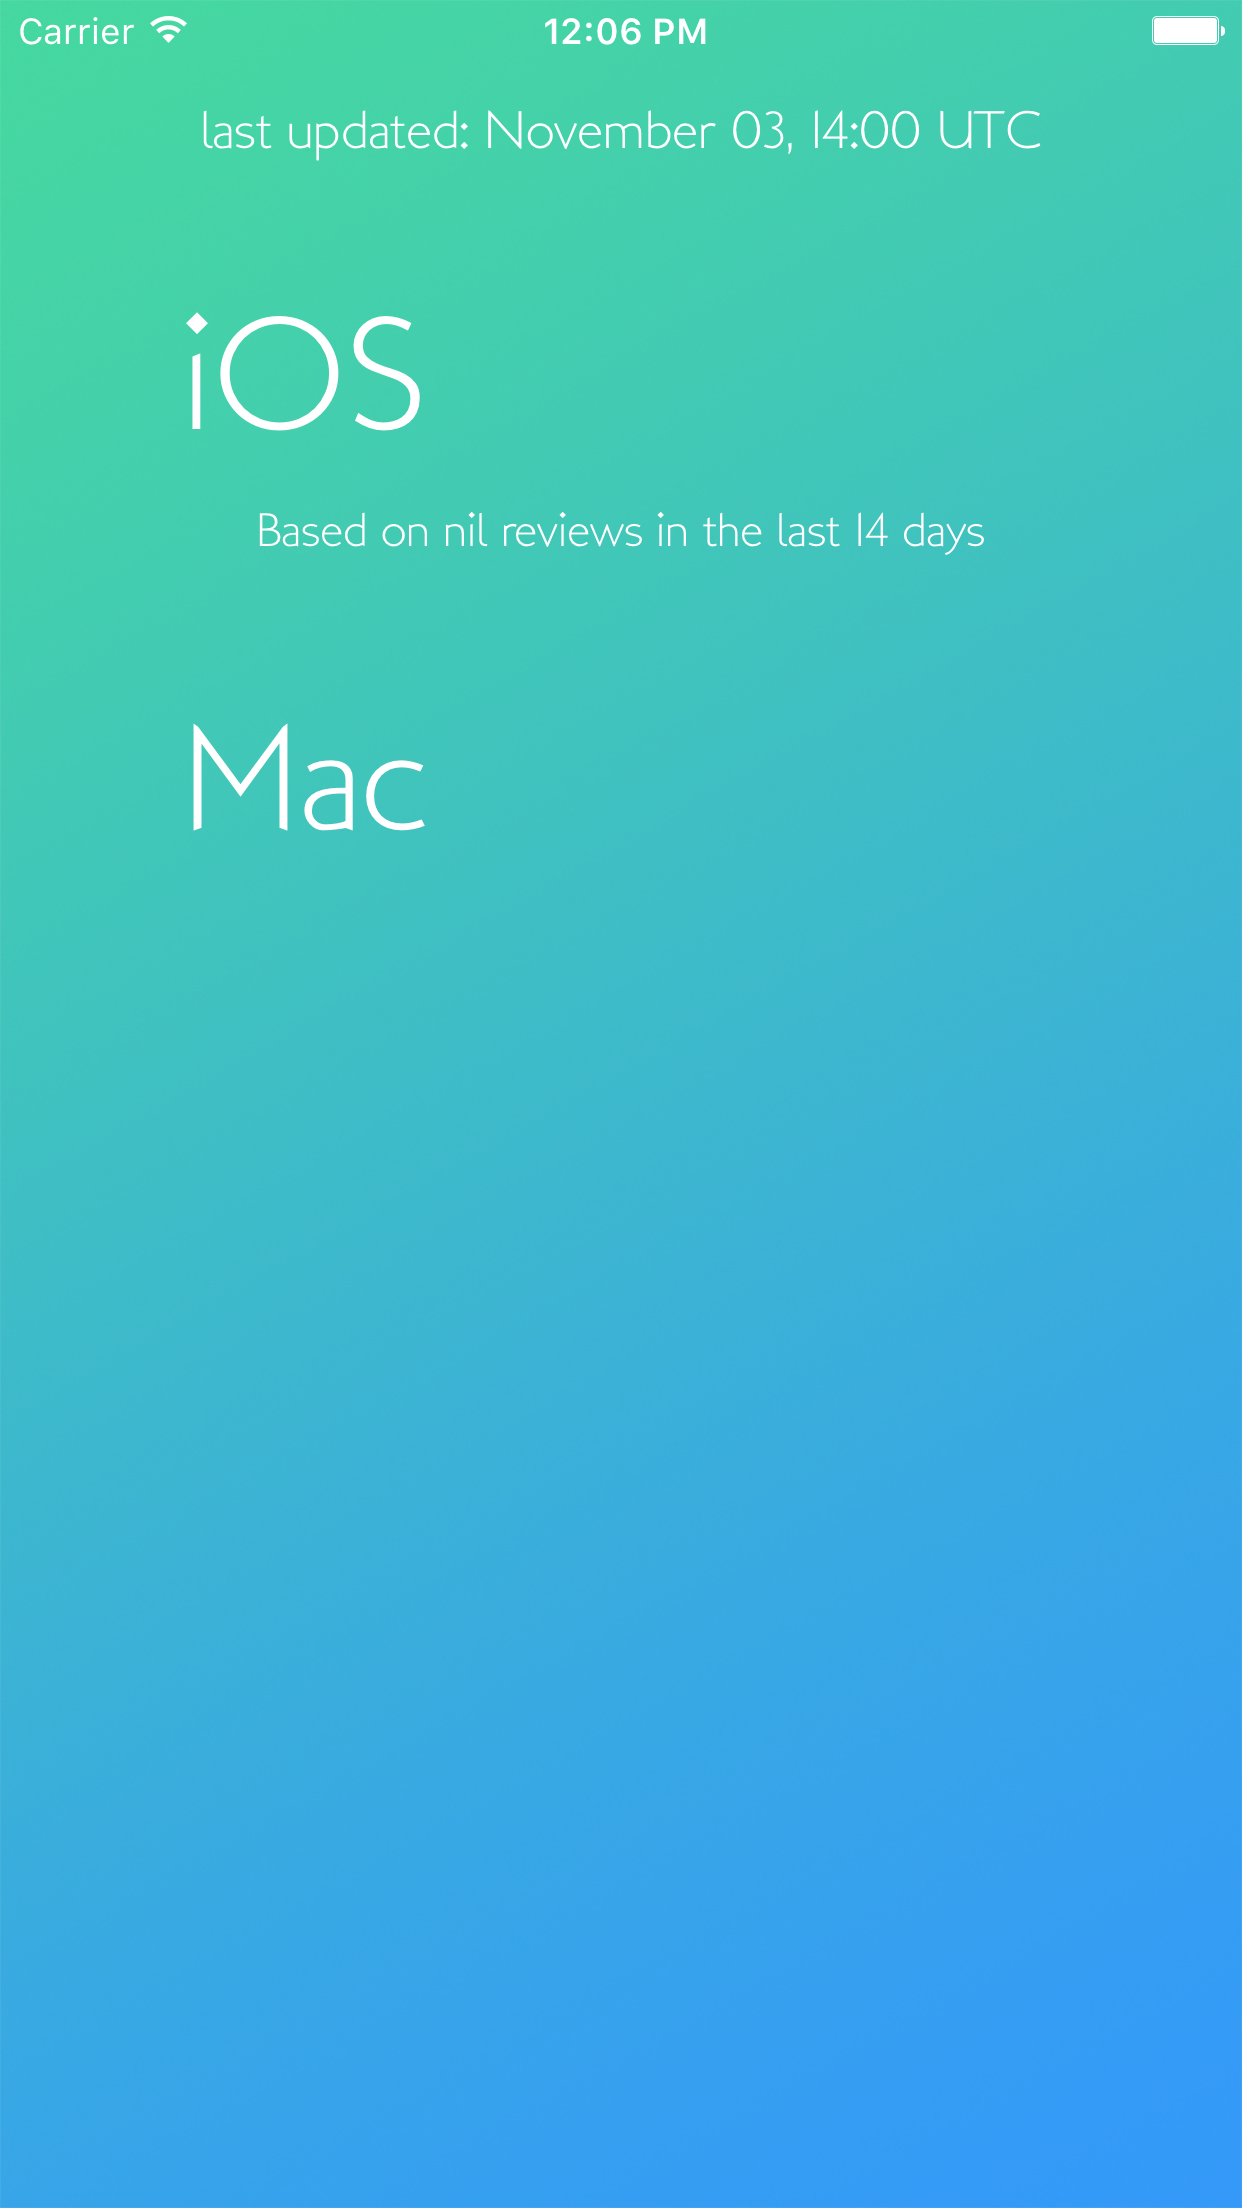 Carrier 12:06 PM
last updated: November 03, 14:00 UTC
iOS
Based on nil reviews in the last 14 days
Mac